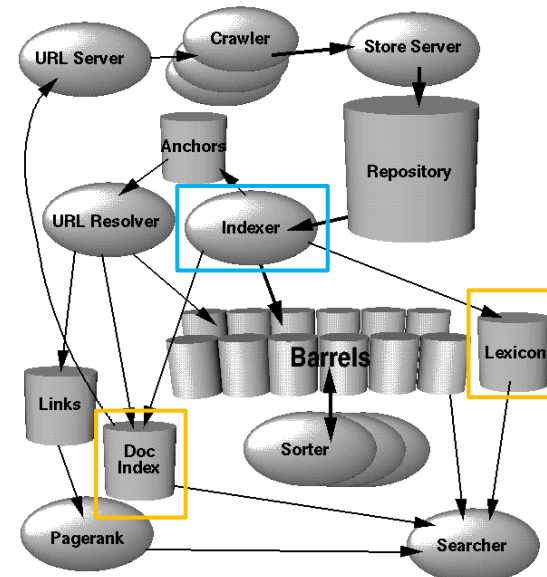 URL Server
Crawler
Store Server
Anchors
Repository
URL Resolver
Indexer
Barrels
Lexicon
Links
Doc
Index
Sorter
Pagerank
Searcher